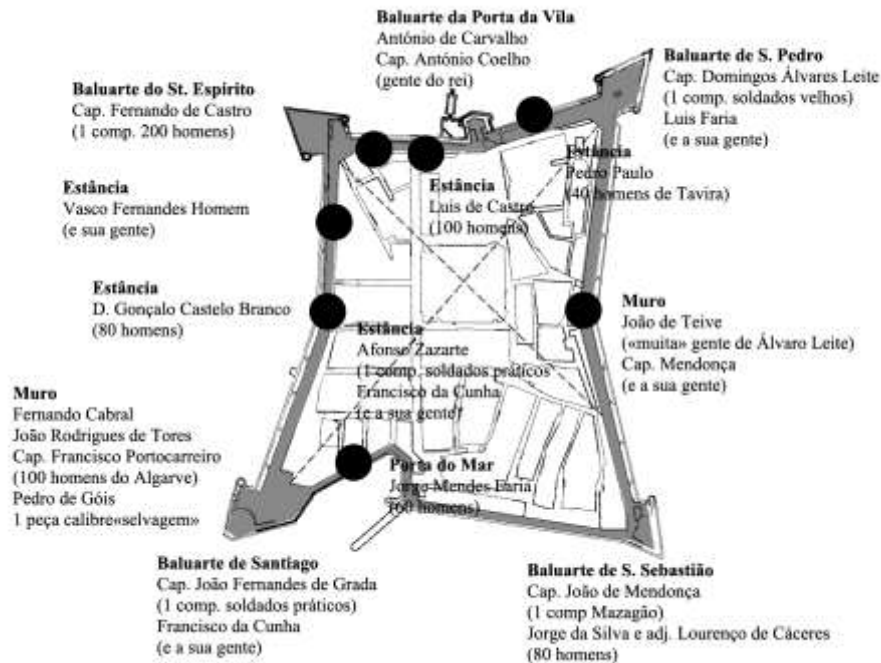 Baluarte da Porta da Vila
António de Carvalho
Cap. António Coelho
(gente do rei)
Baluarte de S. Pedro
Cap. Domingos Álvares Leite
(1 comp. soldados velhos)
Luis Faria
(e a sua gente)
Baluarte do St. Espírito
Cap. Fernando de Castro
(1 comp. 200 homens)
Estância
Pedro Paulo
(40 homens de Tavira)
Estância
Luis de Castro
(100 homens)
Estância
Vasco Fernandes Homem
(e sua gente)
Estância
D. Gonçalo Castelo Branco
(80 homens)
Muro
João de Teive
(«muita» gente de Álvaro Leite)
Cap. Mendonça
(e a sua gente)
Estância
Afonso Zazarte
(1 comp. soldados práticos
Francisco da Cunha
(e a sua gente)
Muro
Fernando Cabral
João Rodrigues de Tores
Cap. Francisco Portocarreiro
(100 homens do Algarve)
Pedro de Góis
1 peça calibre«selvagem»
Porta do Mar
Jorge Mendes Faria
(60 homens)
Baluarte de Santiago
Cap. João Fernandes de Grada
(1 comp. soldados práticos)
Francisco da Cunha
(e a sua gente)
Baluarte de S. Sebastião
Cap. João de Mendonça
(1 comp Mazagão)
Jorge da Silva e adj. Lourenço de Cáceres
(80 homens)